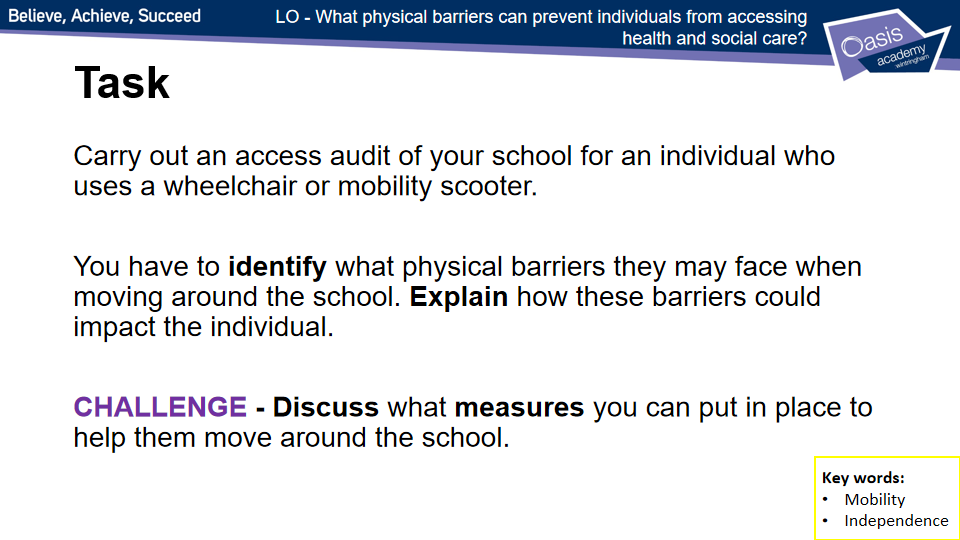 Believe, Achieve, Succeed
LO - What physical barriers can prevent individuals from accessing
health and social care?
Oasis
academy
wintringham
Task
Carry out an access audit of your school for an individual who
uses a wheelchair or mobility scooter.
You have to identify what physical barriers they may face when
moving around the school. Explain how these barriers could
impact the individual.
CHALLENGE - Discuss what measures you can put in place to
help them move around the school.
Key words:
• Mobility
• Independence